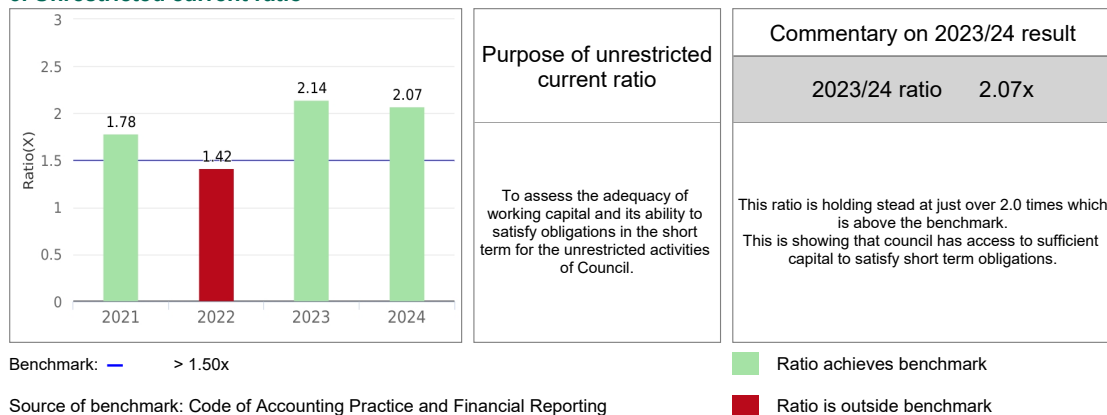 3
2.5
2
1.5
1
0.5
0
Ratio(X)
1.78
1.42
2.14
2.07
2021
2022
2023
2024
Purpose of unrestricted
current ratio
To assess the adequacy of
working capital and its ability to
satisfy obligations in the short
term for the unrestricted activities
of Council.
Commentary on 2023/24 result
2023/24 ratio 2.07x
This ratio is holding stead at just over 2.0 times which
is above the benchmark.
This is showing that council has access to sufficient
capital to satisfy short term obligations.
Benchmark: > 1.50x
Source of benchmark: Code of Accounting Practice and Financial Reporting
Ratio achieves benchmark
Ratio is outside benchmark